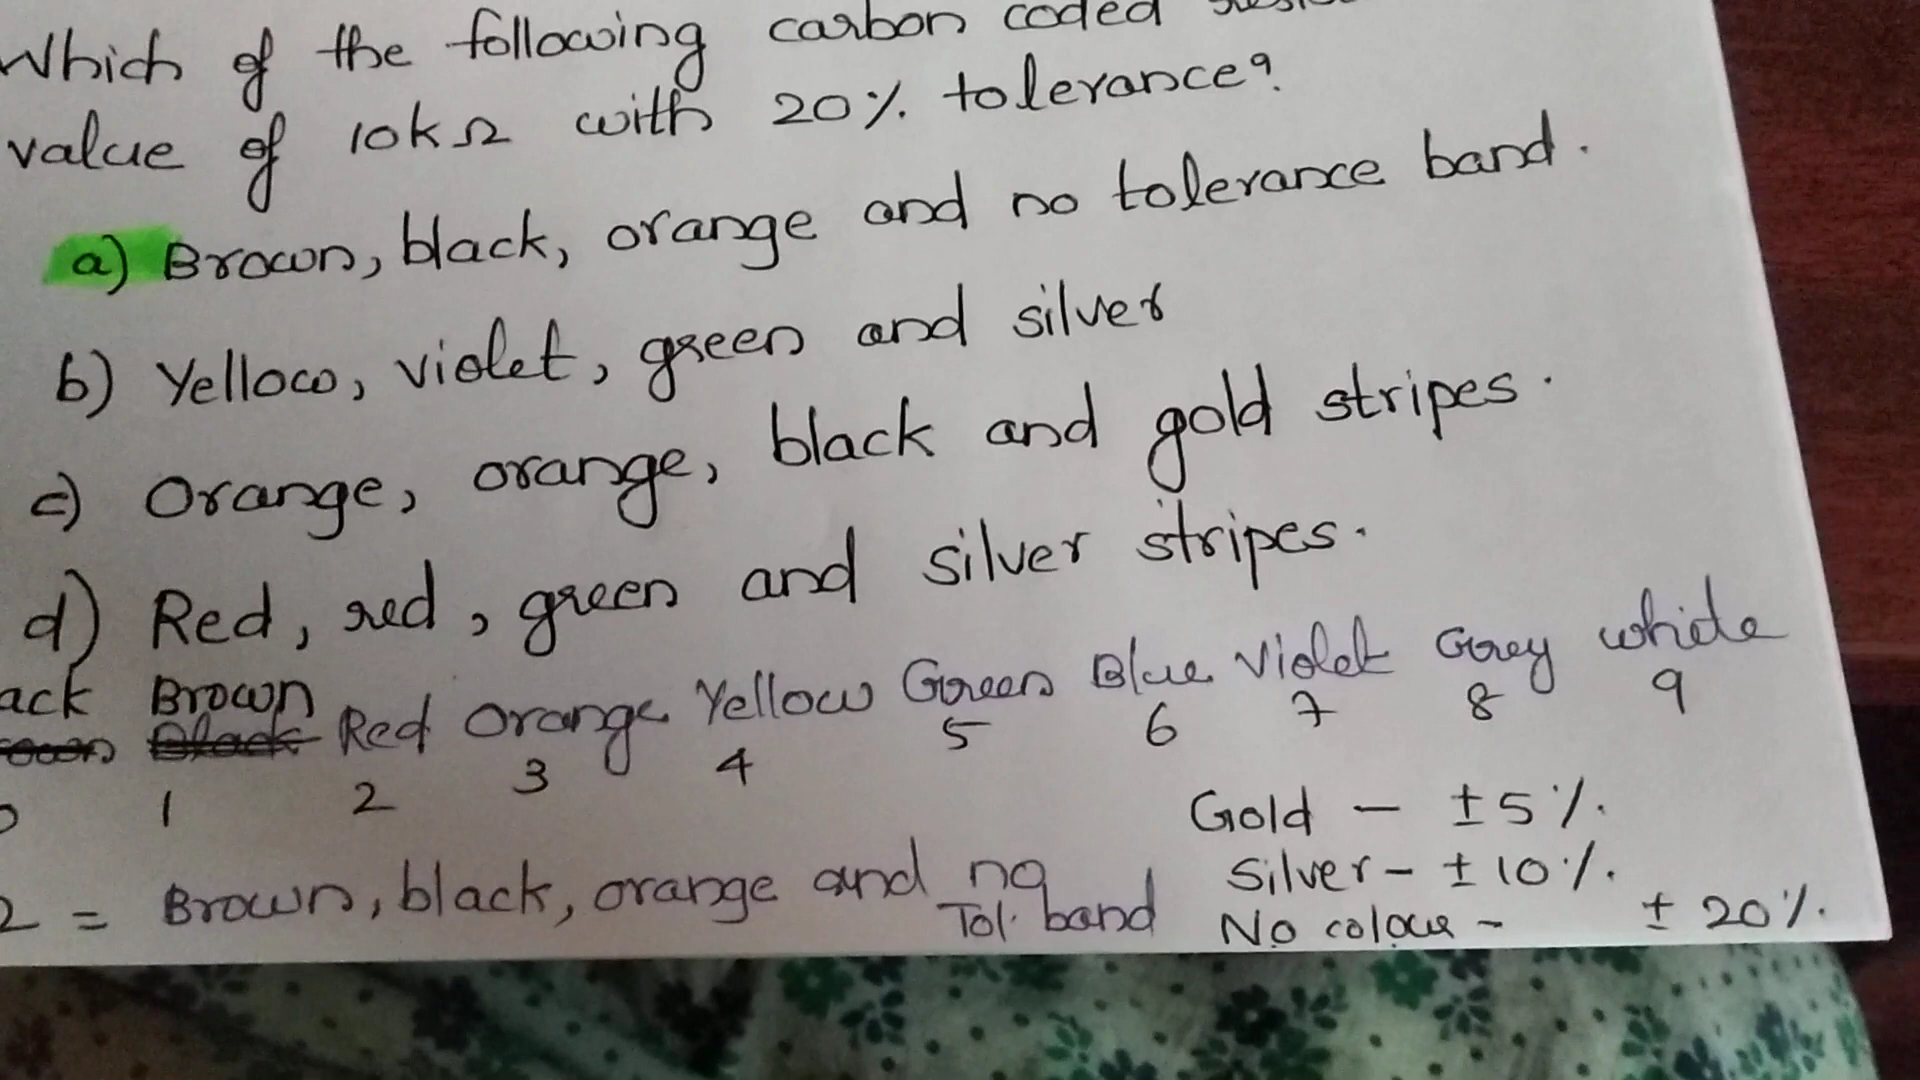 Which of the following carbon coded
value of 10kΩ with 20% tolerance?
a) Brown, black, orange and no tolerance band.
b) Yellow, violet, green and silver
c) Orange, orange, black and gold stripes.
d) Red, red, green and silver stripes.
ack Brown Red Orange Yellow Green Blue Violet Grey white
1 2 3 4 5 6 7 8 9
Gold - ±5%.
Silver - ±10%.
No colour - ±20%.
= Brown, black, orange and no Tol. band